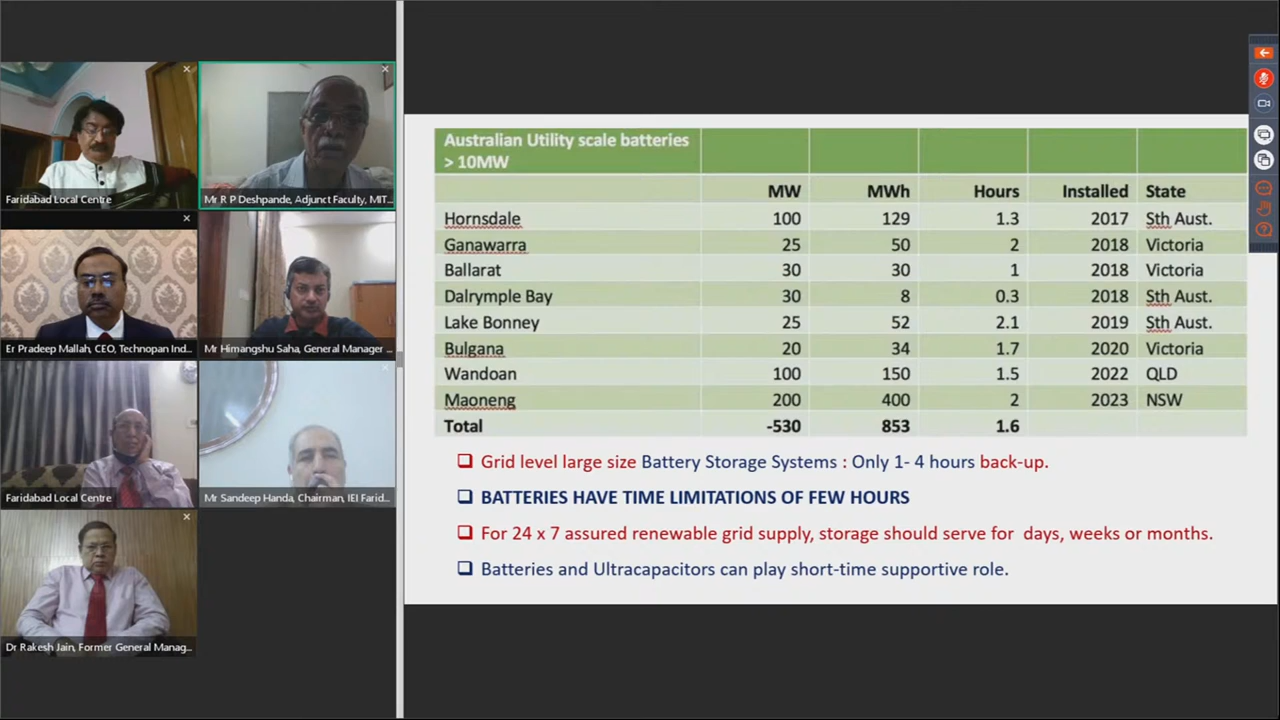 Faridabad Local Centre
Mr R P Deshpande, Adjunct Faculty, MIT...
Er Pradeep Mallah, CEO, Technopan Ind...
Mr Himangshu Saha, General Manager ...
Faridabad Local Centre
Mr Sandeep Handa, Chairman, IEI Farid...
Dr Rakesh Jain, Former General Manag...
Australian Utility scale batteries
> 10MW
MW MWh Hours Installed State
Hornsdale 100 129 1.3 2017 Sth Aust.
Ganawarra 25 50 2 2018 Victoria
Ballarat 30 30 1 2018 Victoria
Dalrymple Bay 30 8 0.3 2018 Sth Aust.
Lake Bonney 25 52 2.1 2019 Sth Aust.
Bulgana 20 34 1.7 2020 Victoria
Wandoan 100 150 1.5 2022 QLD
Maoneng 200 400 2 2023 NSW
Total -530 853 1.6
Grid level large size Battery Storage Systems : Only 1- 4 hours back-up.
BATTERIES HAVE TIME LIMITATIONS OF FEW HOURS
For 24 x 7 assured renewable grid supply, storage should serve for days, weeks or months.
Batteries and Ultracapacitors can play short-time supportive role.